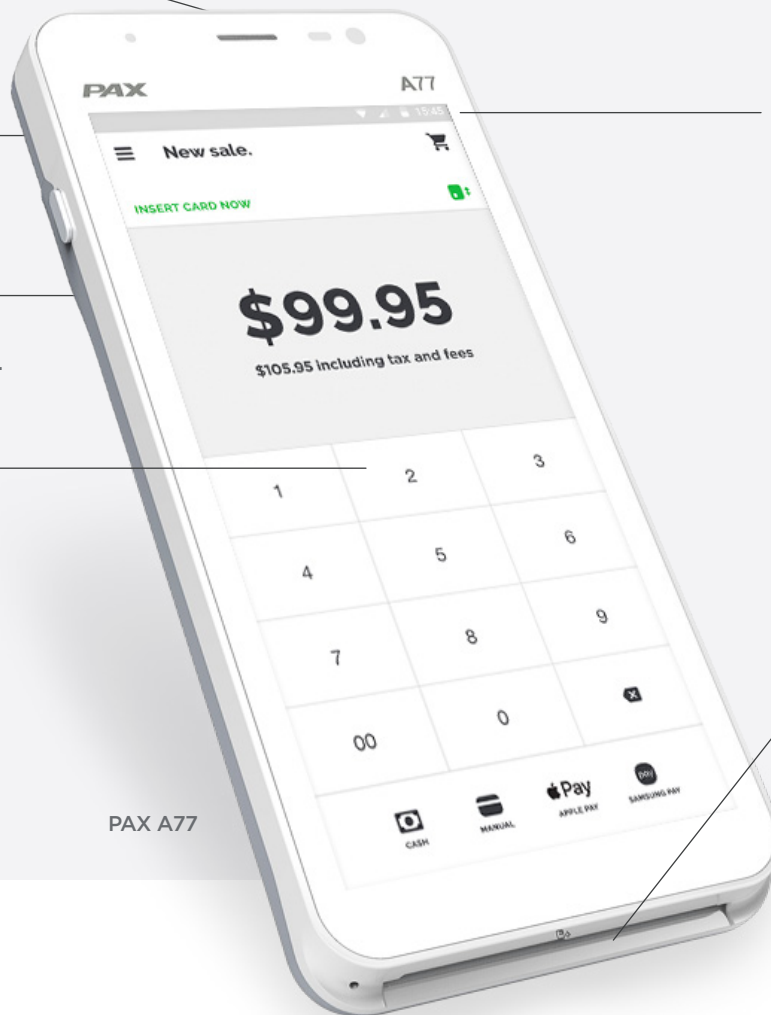 PAX A77
15:45
New sale.
INSERT CARD NOW
$99.95
$105.95 including tax and fees
1 2 3
4 5 6
7 8 9
00 0
Pay pay
CASH MANUAL APPLE PAY SAMSUNG PAY
PAX A77